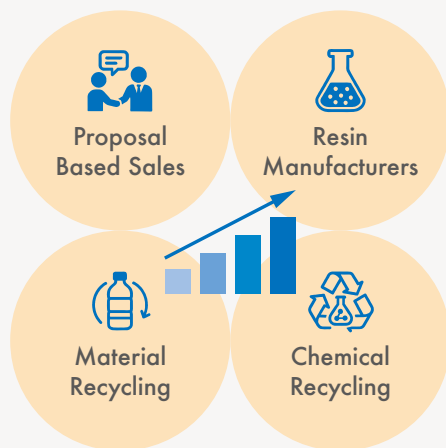 Proposal
Based Sales
Resin
Manufacturers
Material
Recycling
Chemical
Recycling